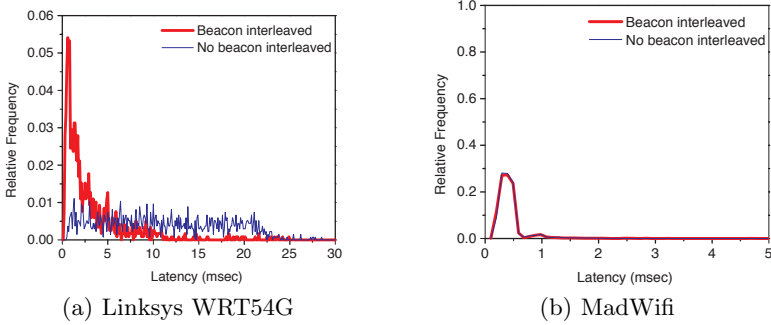 Beacon interleaved
No beacon interleaved
Relative Frequency
0.06
0.05
0.04
0.03
0.02
0.01
0.00
0 5 10 15 20 25 30
Latency (msec)
(a) Linksys WRT54G
Beacon interleaved
No beacon interleaved
Relative Frequency
1.0
0.8
0.6
0.4
0.2
0.0
0 1 2 3 4 5
Latency (msec)
(b) MadWifi